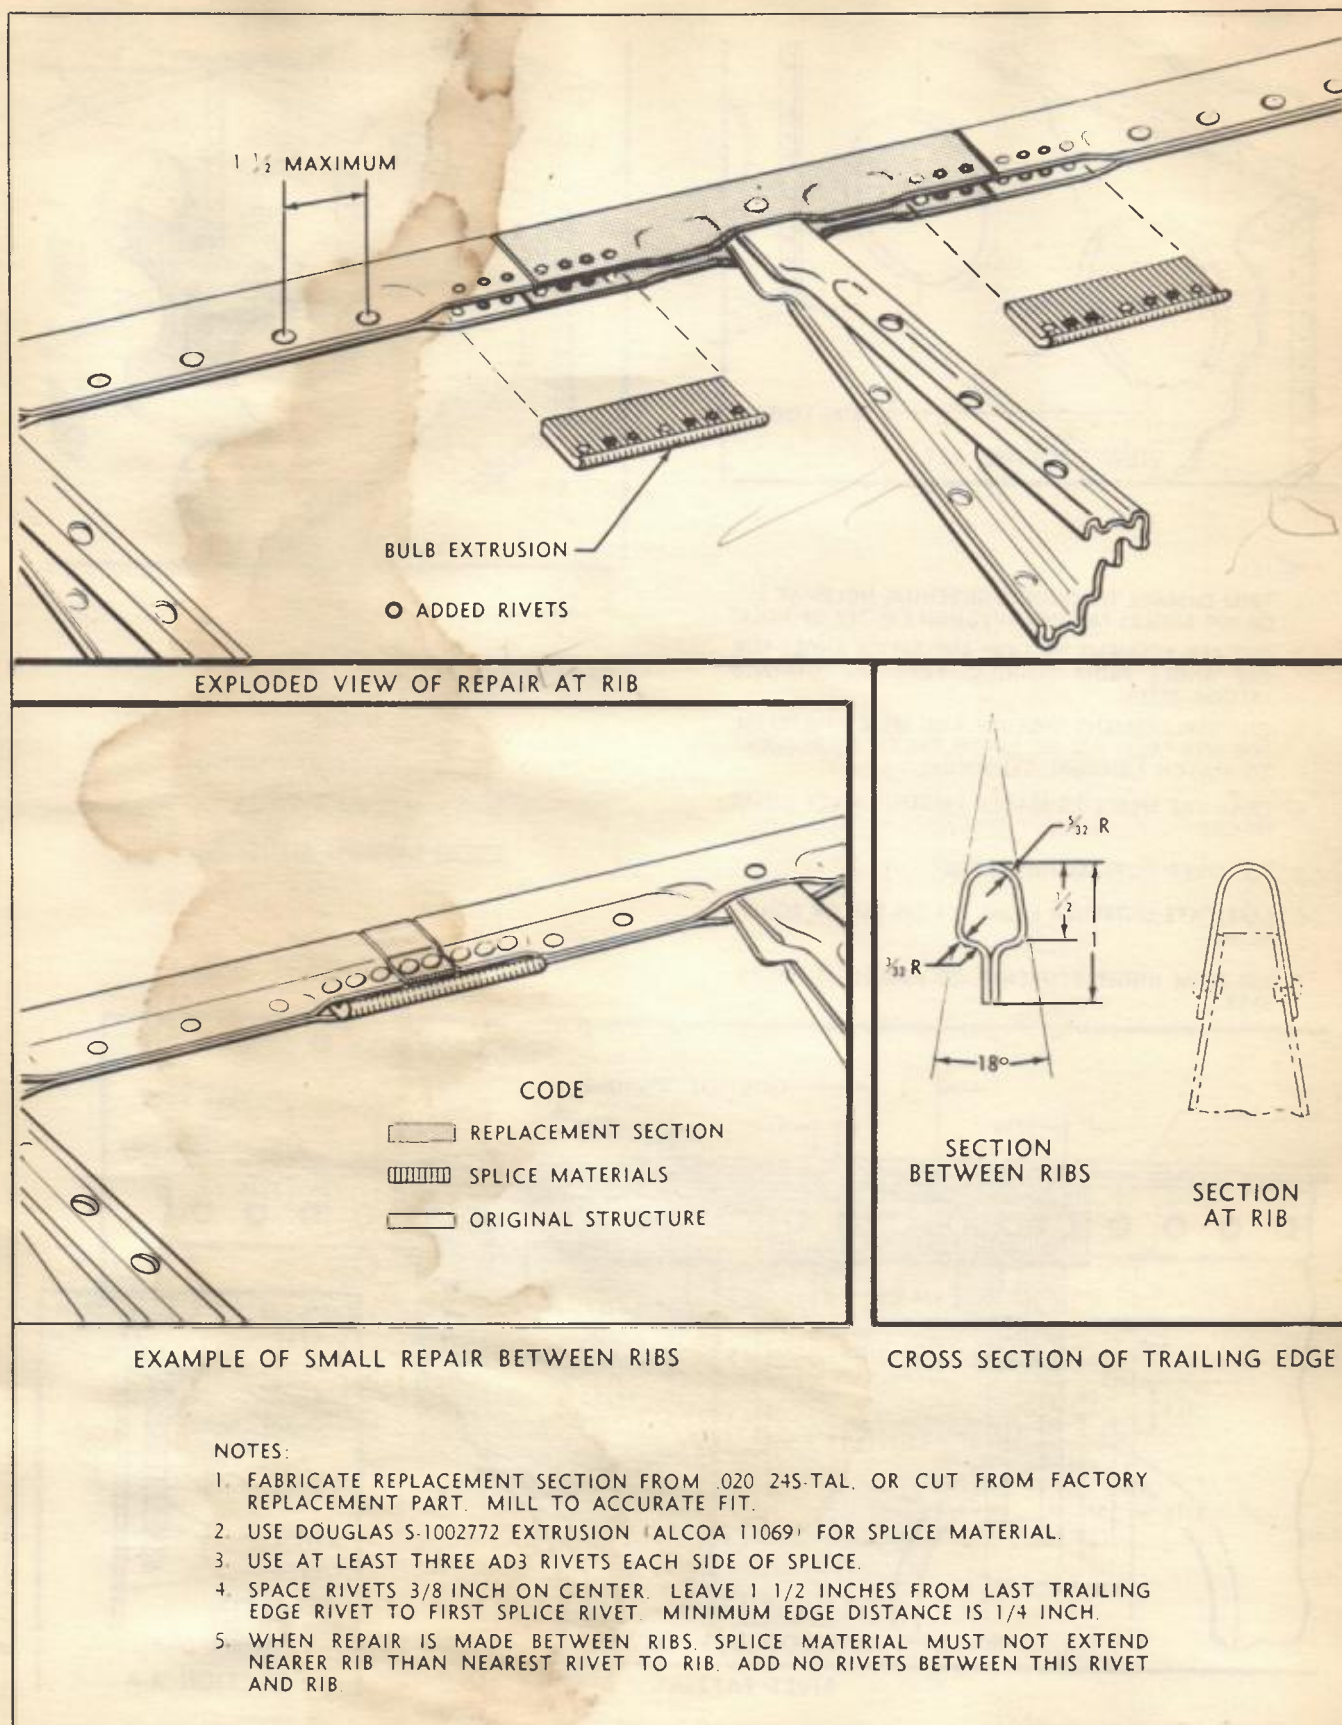 1 1/2 MAXIMUM
BULB EXTRUSION
ADDED RIVETS
EXPLODED VIEW OF REPAIR AT RIB
5/32 R
1/2
3/32 R
18°
SECTION
BETWEEN RIBS
SECTION
AT RIB
CODE
REPLACEMENT SECTION
SPLICE MATERIALS
ORIGINAL STRUCTURE
EXAMPLE OF SMALL REPAIR BETWEEN RIBS
CROSS SECTION OF TRAILING EDGE
NOTES:
1. FABRICATE REPLACEMENT SECTION FROM .020 24S-TAL. OR CUT FROM FACTORY
REPLACEMENT PART. MILL TO ACCURATE FIT.
2. USE DOUGLAS S-1002772 EXTRUSION (ALCOA 11069) FOR SPLICE MATERIAL.
3. USE AT LEAST THREE AD3 RIVETS EACH SIDE OF SPLICE.
4. SPACE RIVETS 3/8 INCH ON CENTER. LEAVE 1 1/2 INCHES FROM LAST TRAILING
EDGE RIVET TO FIRST SPLICE RIVET. MINIMUM EDGE DISTANCE IS 1/4 INCH.
5. WHEN REPAIR IS MADE BETWEEN RIBS. SPLICE MATERIAL MUST NOT EXTEND
NEARER RIB THAN NEAREST RIVET TO RIB. ADD NO RIVETS BETWEEN THIS RIVET
AND RIB.